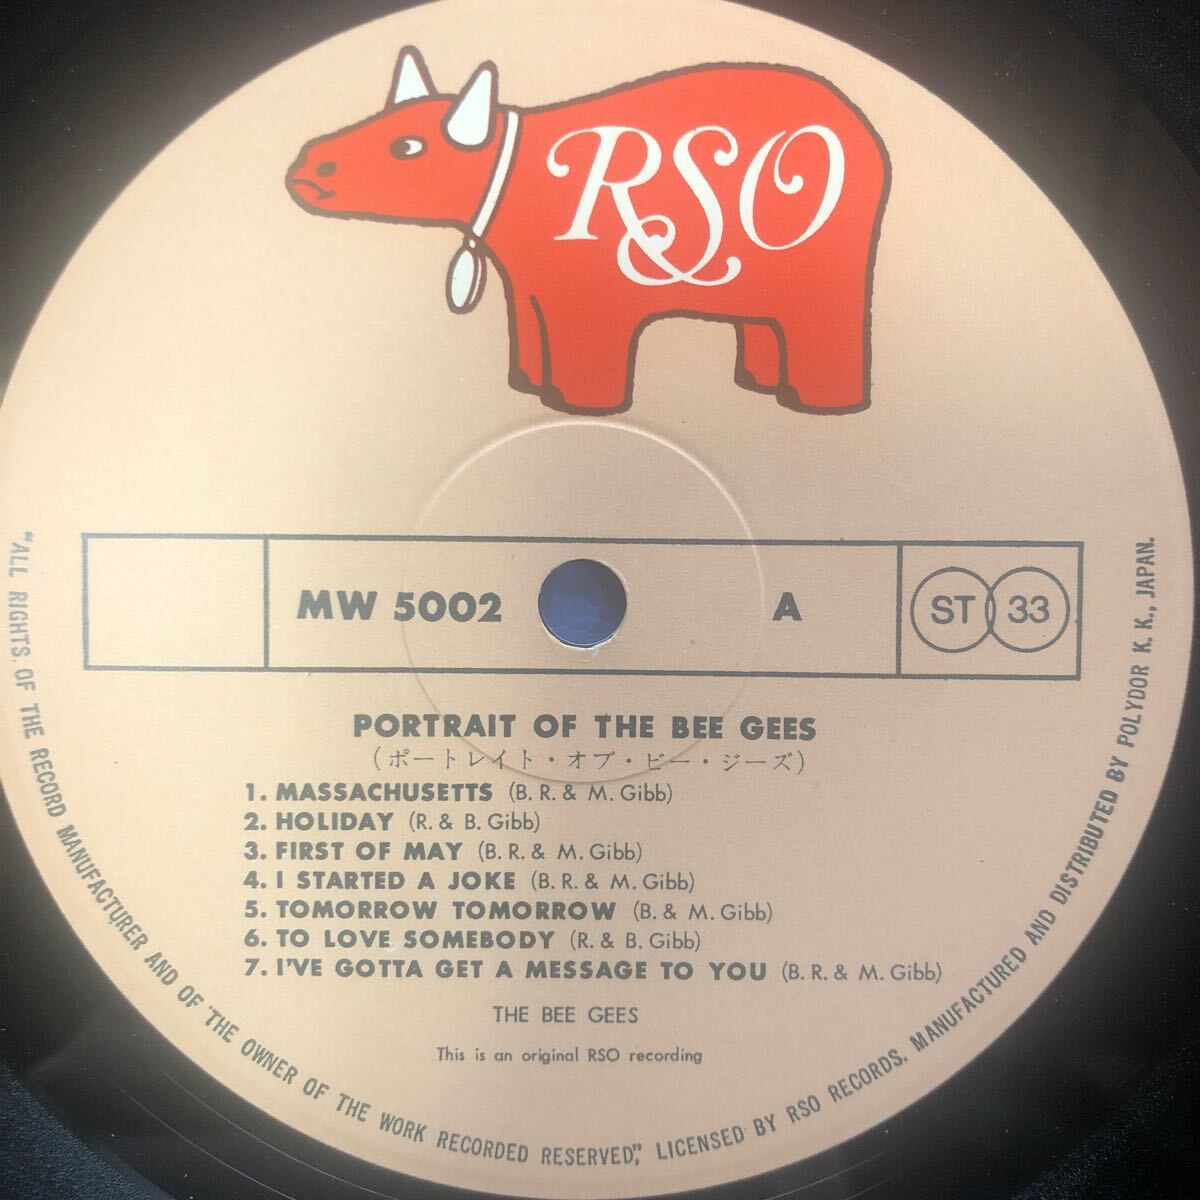 RSO
MW 5002 A ST 33
PORTRAIT OF THE BEE GEES
(ポートレイト・オブ・ビー・ジーズ)
1. MASSACHUSETTS (B. R. & M. Gibb)
2. HOLIDAY (R. & B. Gibb)
3. FIRST OF MAY (B. R. & M. Gibb)
4. I STARTED A JOKE (B. R. & M. Gibb)
5. TOMORROW TOMORROW (B. & M. Gibb)
6. TO LOVE SOMEBODY (R. & B. Gibb)
7. I'VE GOTTA GET A MESSAGE TO YOU (B. R. & M. Gibb)
THE BEE GEES
This is an original RSO recording
"ALL RIGHTS OF THE RECORD MANUFACTURER AND OF THE OWNER OF THE WORK RECORDED RESERVED," LICENSED BY RSO RECORDS. MANUFACTURED AND DISTRIBUTED BY POLYDOR K. K., JAPAN.